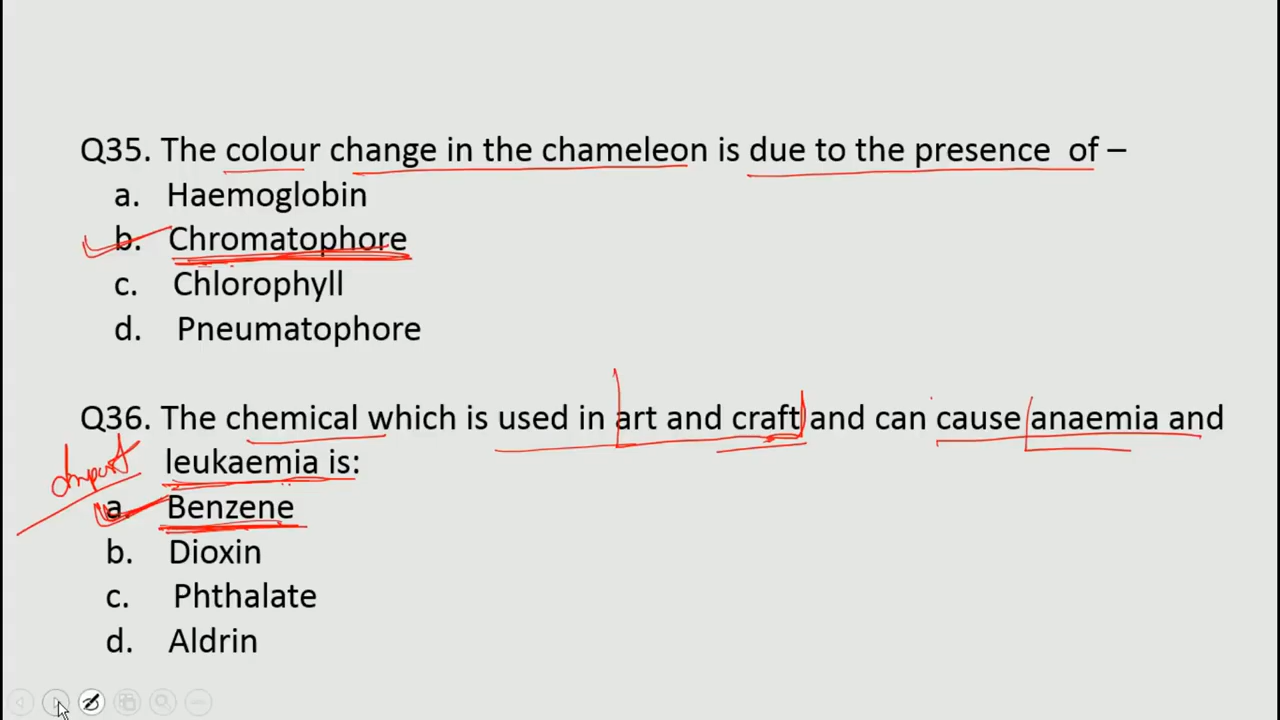 Q35. The colour change in the chameleon is due to the presence of –
a. Haemoglobin
b. Chromatophore
c. Chlorophyll
d. Pneumatophore
Q36. The chemical which is used in art and craft and can cause anaemia and
leukaemia is:
a. Benzene
b. Dioxin
c. Phthalate
d. Aldrin